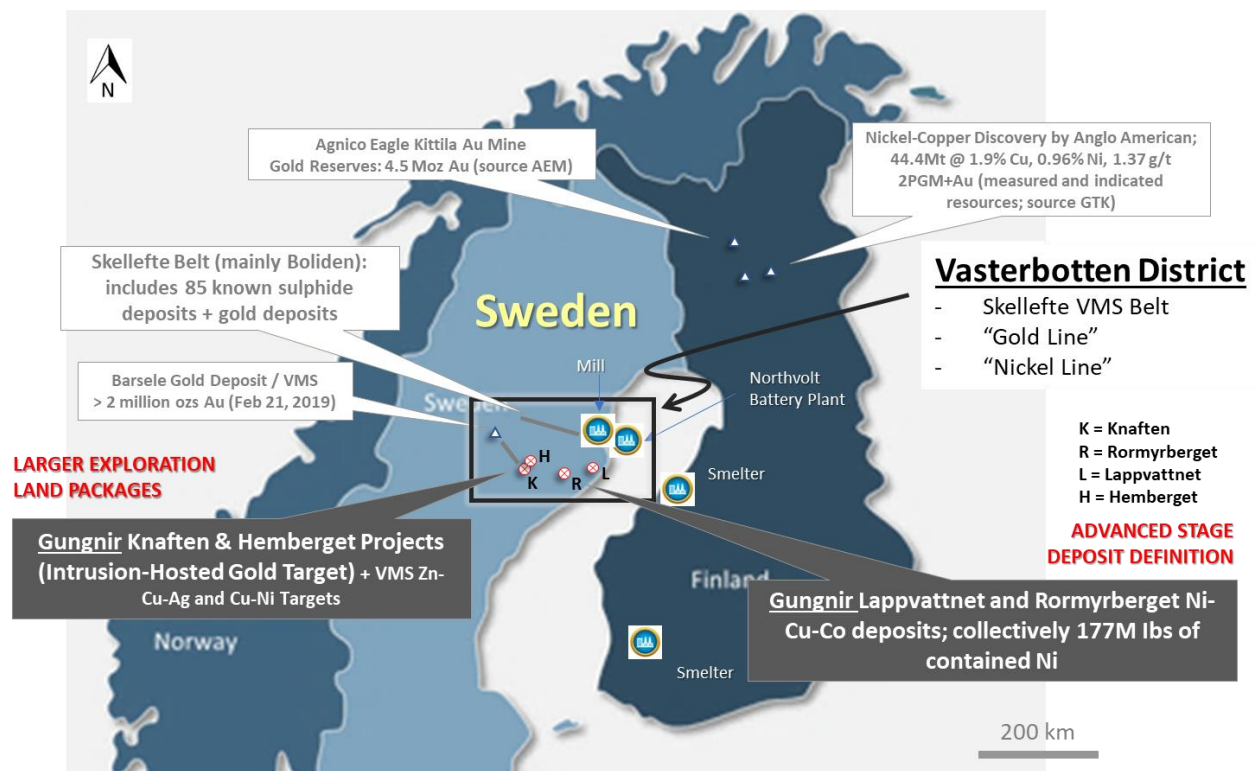 N
Agnico Eagle Kittila Au Mine
Gold Reserves: 4.5 Moz Au (source AEM)
Nickel-Copper Discovery by Anglo American;
44.4Mt @ 1.9% Cu, 0.96% Ni, 1.37 g/t
2PGM+Au (measured and indicated
resources; source GTK)
Skellefte Belt (mainly Boliden):
includes 85 known sulphide
deposits + gold deposits
Sweden
Vasterbotten District
- Skellefte VMS Belt
- “Gold Line”
- “Nickel Line”
Barsele Gold Deposit / VMS
> 2 million ozs Au (Feb 21, 2019)
Sweden
Mill
Northvolt
Battery Plant
H
K
R
L
K = Knaften
R = Rormyrberget
L = Lappvattnet
H = Hemberget
LARGER EXPLORATION
LAND PACKAGES
Smelter
ADVANCED STAGE
DEPOSIT DEFINITION
Gungnir Knaften & Hemberget Projects
(Intrusion-Hosted Gold Target) + VMS Zn-
Cu-Ag and Cu-Ni Targets
Finland
Gungnir Lappvattnet and Rormyrberget Ni-
Cu-Co deposits; collectively 177M lbs of
contained Ni
Norway
Smelter
200 km